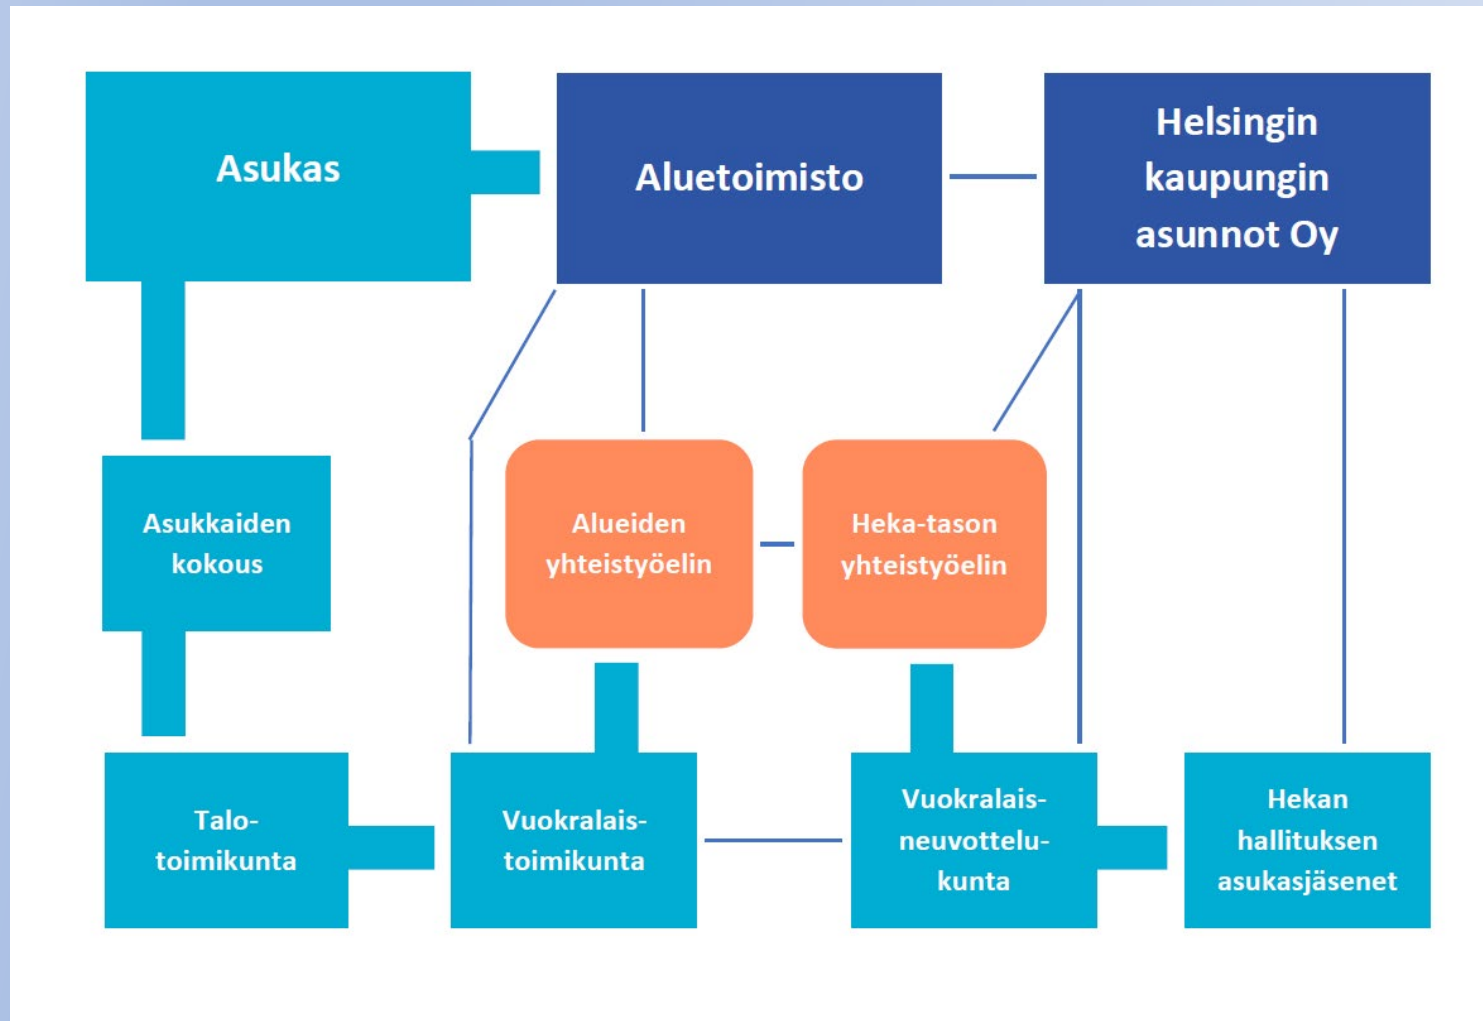 Asukas
Aluetoimisto
Helsingin
kaupungin
asunnot Oy
Asukkaiden
kokous
Alueiden
yhteistyöelin
Heka-tason
yhteistyöelin
Talo-
toimikunta
Vuokralais-
toimikunta
Vuokralais-
neuvottelu-
kunta
Hekan
hallituksen
asukasjäsenet